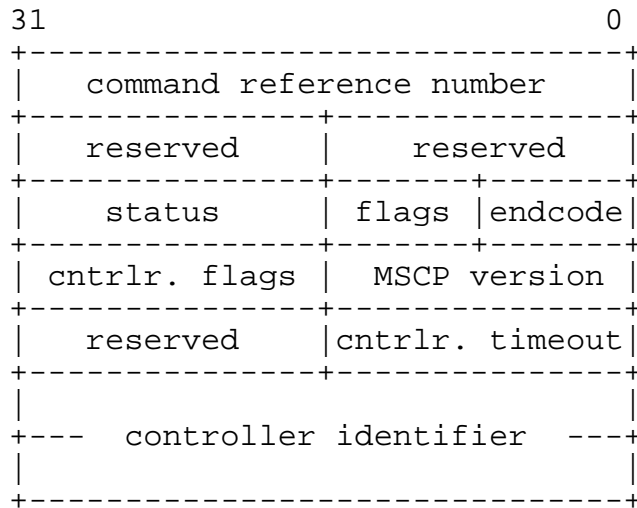 31 0
command reference number
reserved reserved
status flags endcode
cntrlr. flags MSCP version
reserved cntrlr. timeout
controller identifier